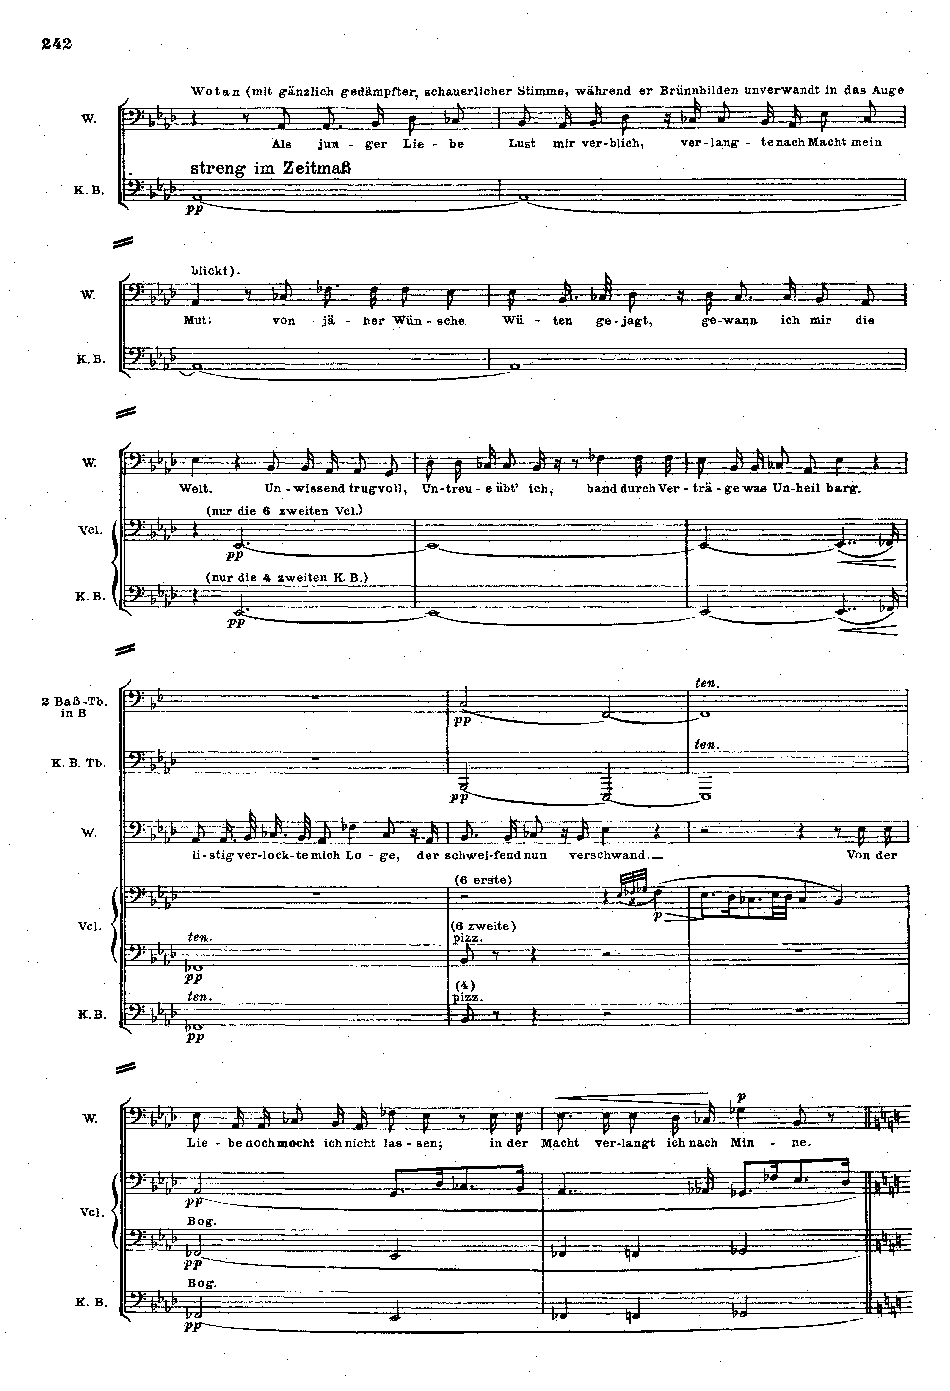 242
Wotan (mit gänzlich gedämpfter, schauerlicher Stimme, während er Brünnhilden unverwandt in das Auge
W.
Als jun - ger Lie - be Lust mir ver-blich, ver-lang - te nach Macht mein
streng im Zeitmaß
K.B.
pp
blickt).
W.
Mut: von jä - her Wün - sche Wü - ten ge-jagt, ge-wann ich mir die
K.B.
W.
Welt. Un-wissend trugvoll, Un-treu-e übt' ich, band durch Ver-trä-ge was Un-heil barg.
(nur die 6 zweiten Vcl.)
Vcl.
pp
(nur die 4 zweiten K.B.)
K.B.
pp
ten.
2 Baß-Tb.
in B
pp
ten.
K.B.Tb.
pp
W.
li-stig ver-lock-te mich Lo - ge, der schwei-fend nun verschwand.
Von der
(6 erste)
p
Vcl.
(6 zweite)
ten. pizz.
pp
(4)
ten. pizz.
K.B.
pp
p
W.
Lie - be noch mocht ich nicht las - sen; in der Macht ver-langt ich nach Min - ne.
pp
Vcl.
Bog.
pp
Bog.
K.B.
pp